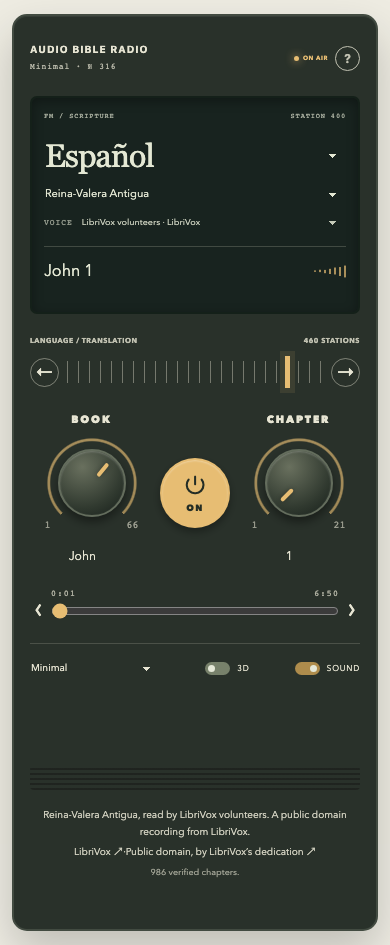 AUDIO BIBLE RADIO
Minimal · № 316
ON AIR
?
FM / SCRIPTURE
STATION 400
Español
Reina-Valera Antigua
VOICE LibriVox volunteers · LibriVox
John 1
LANGUAGE / TRANSLATION
460 STATIONS
BOOK
CHAPTER
ON
1
66
1
21
John
1
0:01
6:50
Minimal
3D
SOUND
Reina-Valera Antigua, read by LibriVox volunteers. A public domain
recording from LibriVox.
LibriVox ↗·Public domain, by LibriVox's dedication ↗
986 verified chapters.